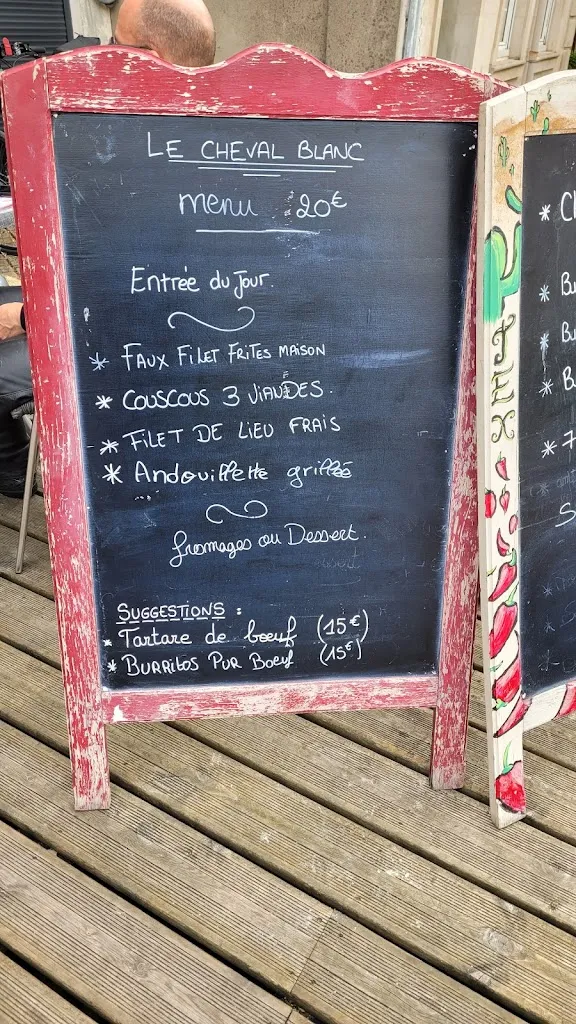 LE CHEVAL BLANC
menu 20€
Entrée du Jour.
* FAUX FILET FRITES MAISON
* COUSCOUS 3 VIANDES.
* FILET DE LIEU FRAIS
* Andouillette grillée
fromages ou Dessert.
SUGGESTIONS :
* Tartare de boeuf (15€)
* BURRITOS PUR BOEUF (15€)